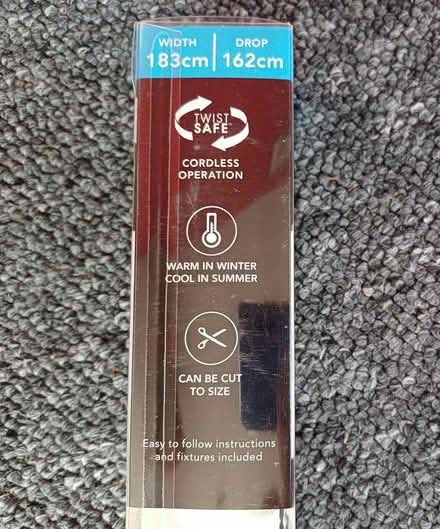 WIDTH
183cm
DROP
162cm
TWIST
SAFE™
CORDLESS
OPERATION
WARM IN WINTER
COOL IN SUMMER
CAN BE CUT
TO SIZE
Easy to follow instructions
and fixtures included